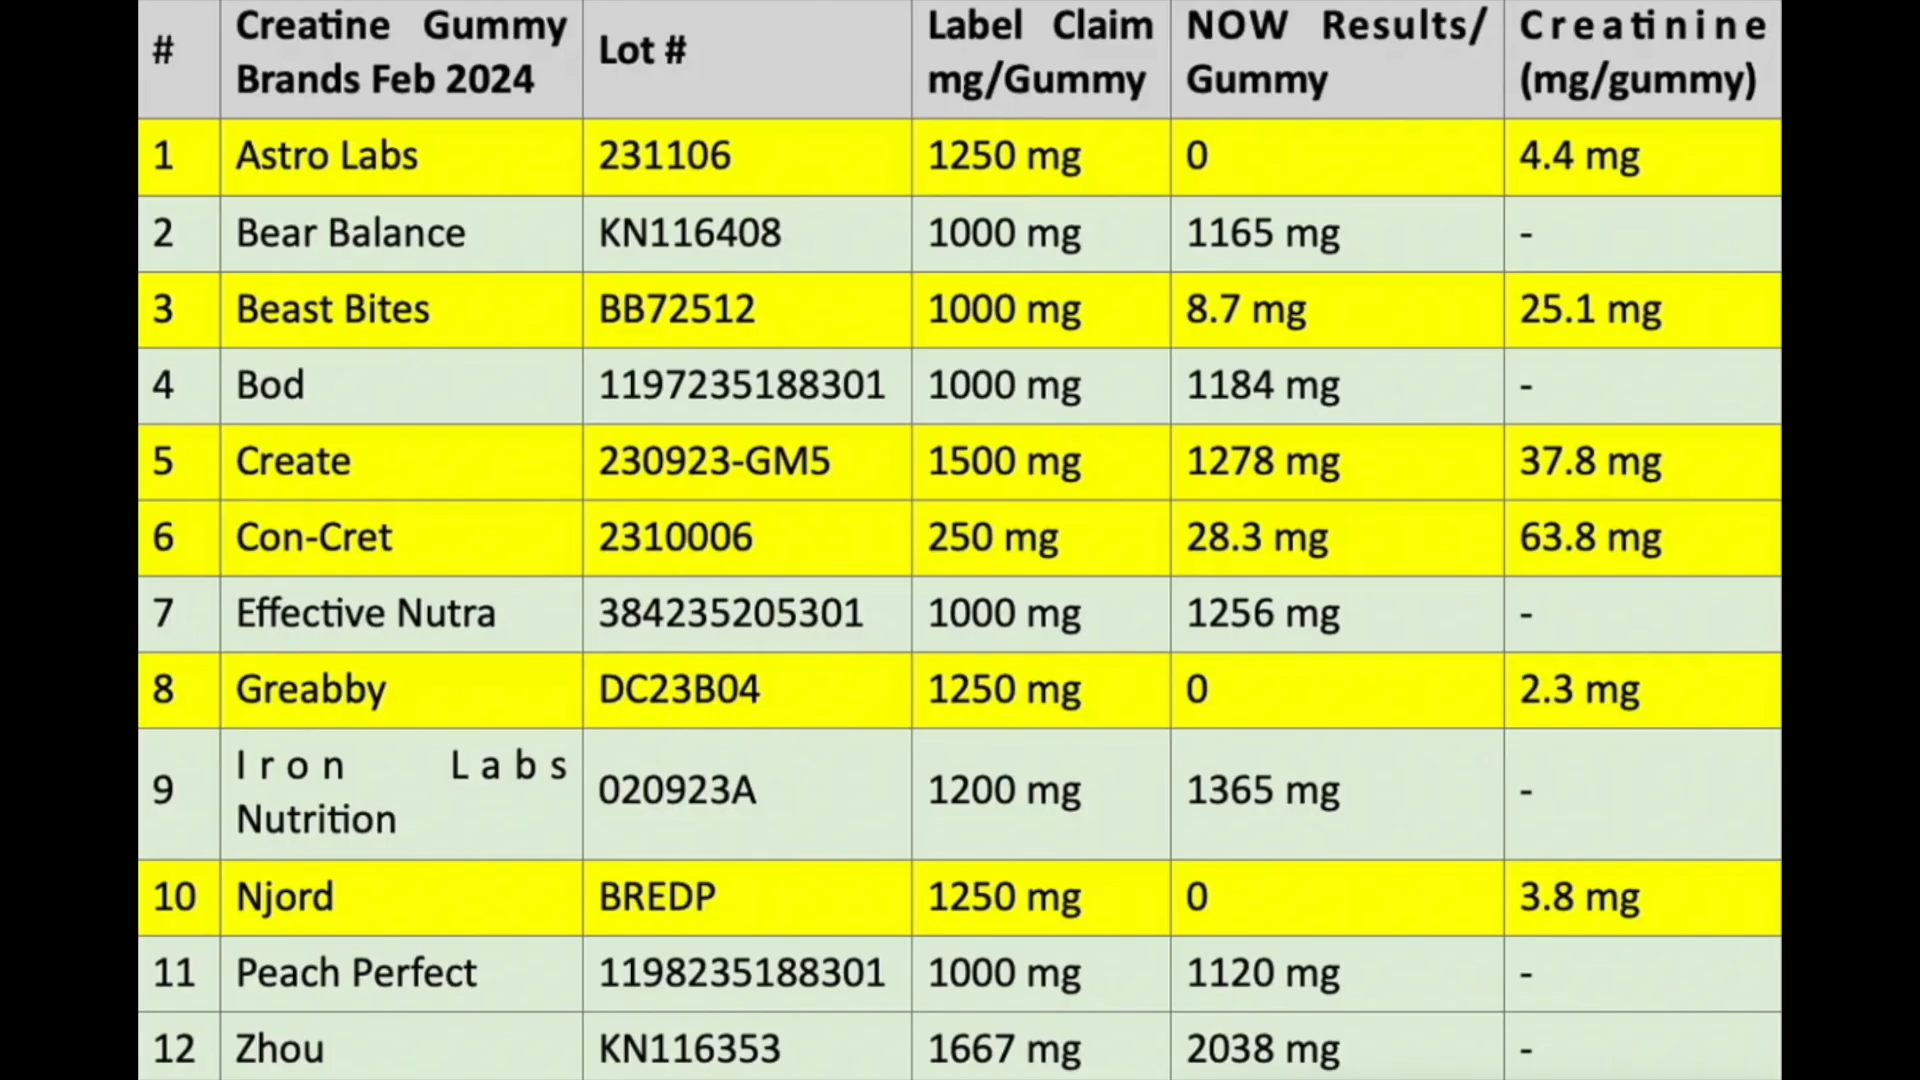 # Creatine Gummy Brands Feb 2024 Lot # Label Claim mg/Gummy NOW Results/ Gummy Creatinine (mg/gummy)
1 Astro Labs 231106 1250 mg 0 4.4 mg
2 Bear Balance KN116408 1000 mg 1165 mg -
3 Beast Bites BB72512 1000 mg 8.7 mg 25.1 mg
4 Bod 1197235188301 1000 mg 1184 mg -
5 Create 230923-GM5 1500 mg 1278 mg 37.8 mg
6 Con-Cret 2310006 250 mg 28.3 mg 63.8 mg
7 Effective Nutra 384235205301 1000 mg 1256 mg -
8 Greabby DC23B04 1250 mg 0 2.3 mg
9 Iron Labs Nutrition 020923A 1200 mg 1365 mg -
10 Njord BREDP 1250 mg 0 3.8 mg
11 Peach Perfect 1198235188301 1000 mg 1120 mg -
12 Zhou KN116353 1667 mg 2038 mg -